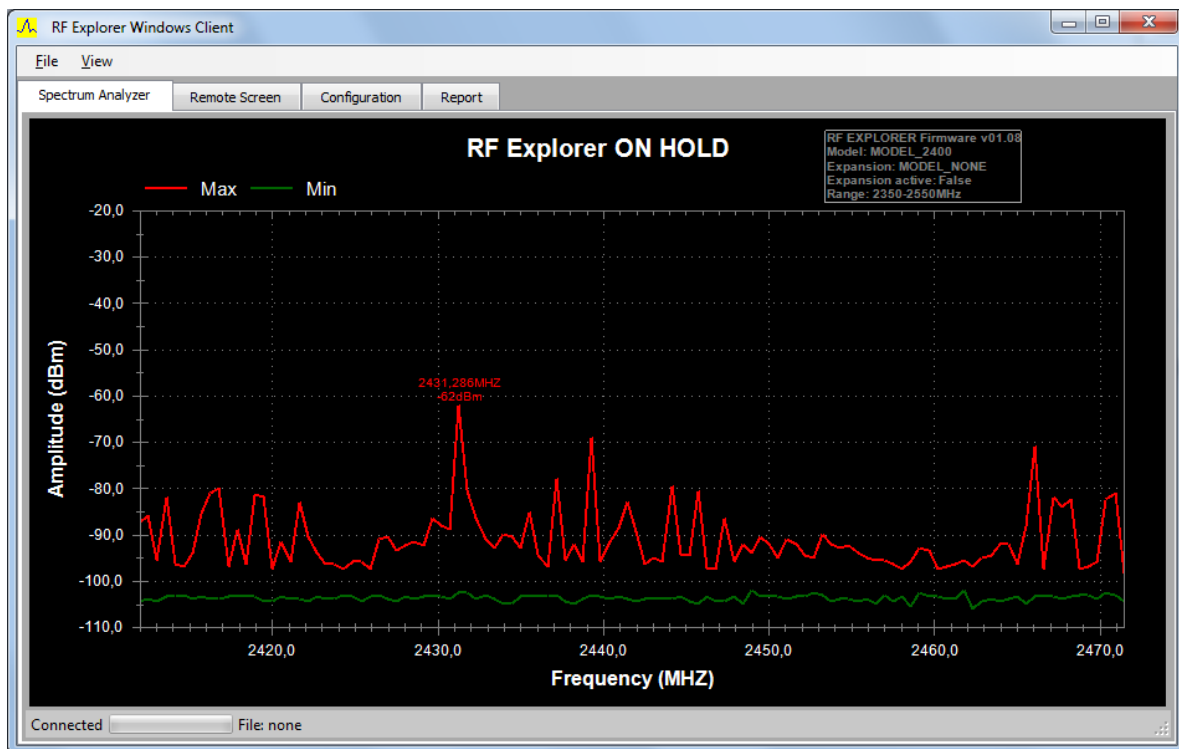 RF Explorer Windows Client
File View
Spectrum Analyzer Remote Screen Configuration Report
RF Explorer ON HOLD
RF EXPLORER Firmware v01.08
Model: MODEL_2400
Expansion: MODEL_NONE
Expansion active: False
Range: 2350-2550MHz
Max Min
-20,0
-30,0
-40,0
-50,0
-60,0
-70,0
-80,0
-90,0
-100,0
-110,0
Amplitude (dBm)
2431.286MHZ
-62dBm
2420,0 2430,0 2440,0 2450,0 2460,0 2470,0
Frequency (MHZ)
Connected File: none